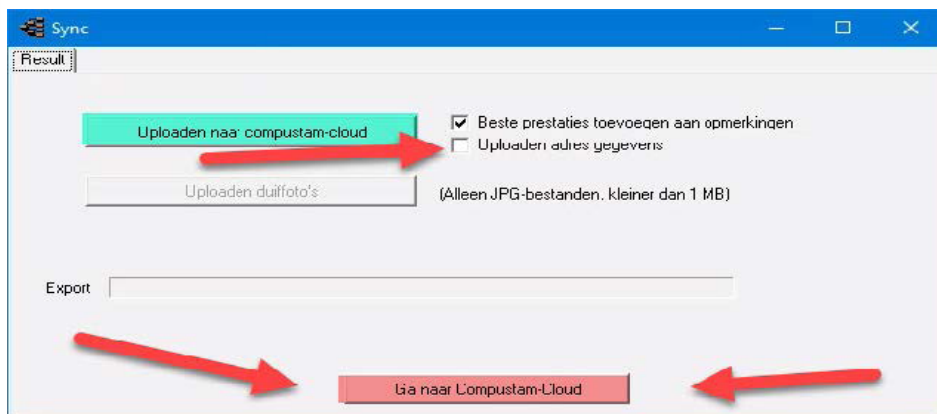 Sync
Result
Uploaden naar compustam-cloud
Beste prestaties toevoegen aan opmerkingen
Uploaden adres gegevens
Uploaden duiffoto's
(Alleen JPG-bestanden, kleiner dan 1 MB)
Export
Ga naar Compustam-Cloud